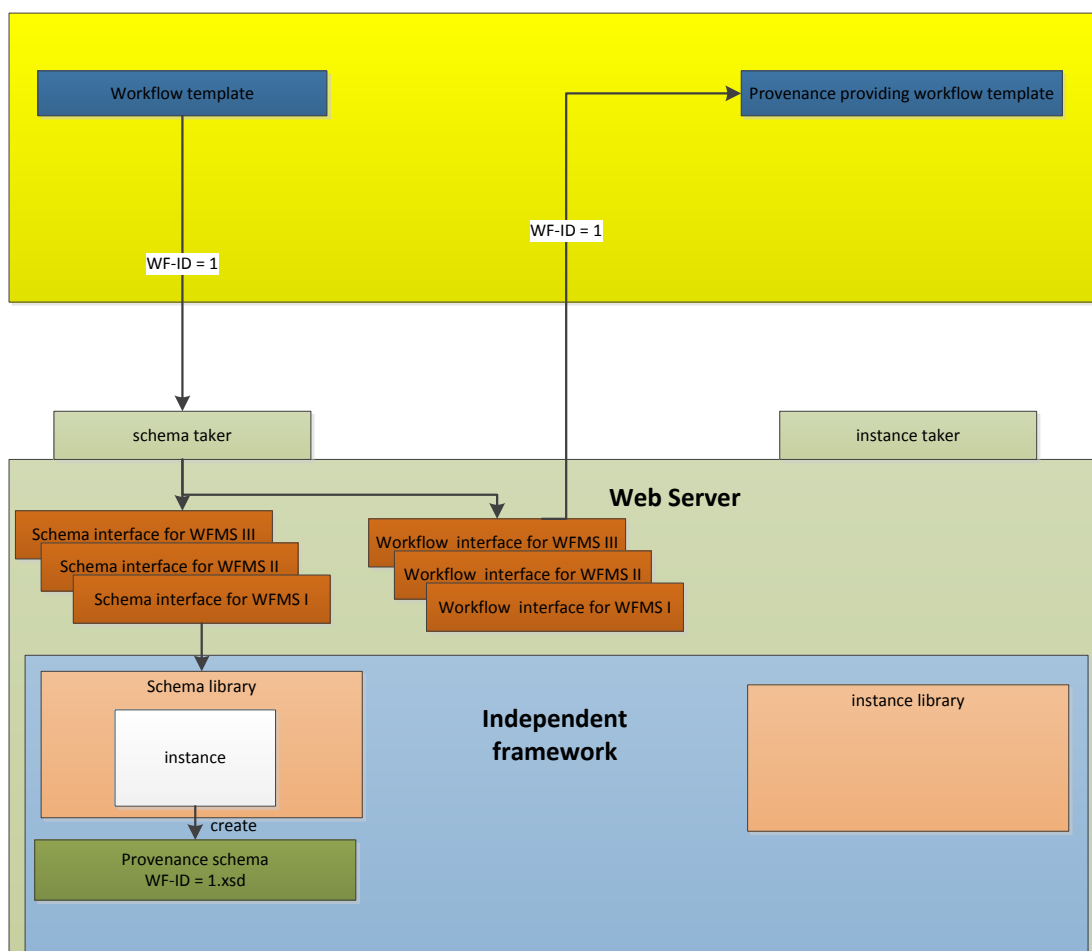 Workflow template
Provenance providing workflow template
WF-ID = 1
WF-ID = 1
schema taker
instance taker
Web Server
Schema interface for WFMS III
Schema interface for WFMS II
Schema interface for WFMS I
Workflow  interface for WFMS III
Workflow  interface for WFMS II
Workflow  interface for WFMS I
Schema library
instance
Independent
framework
instance library
create
Provenance schema
WF-ID = 1.xsd